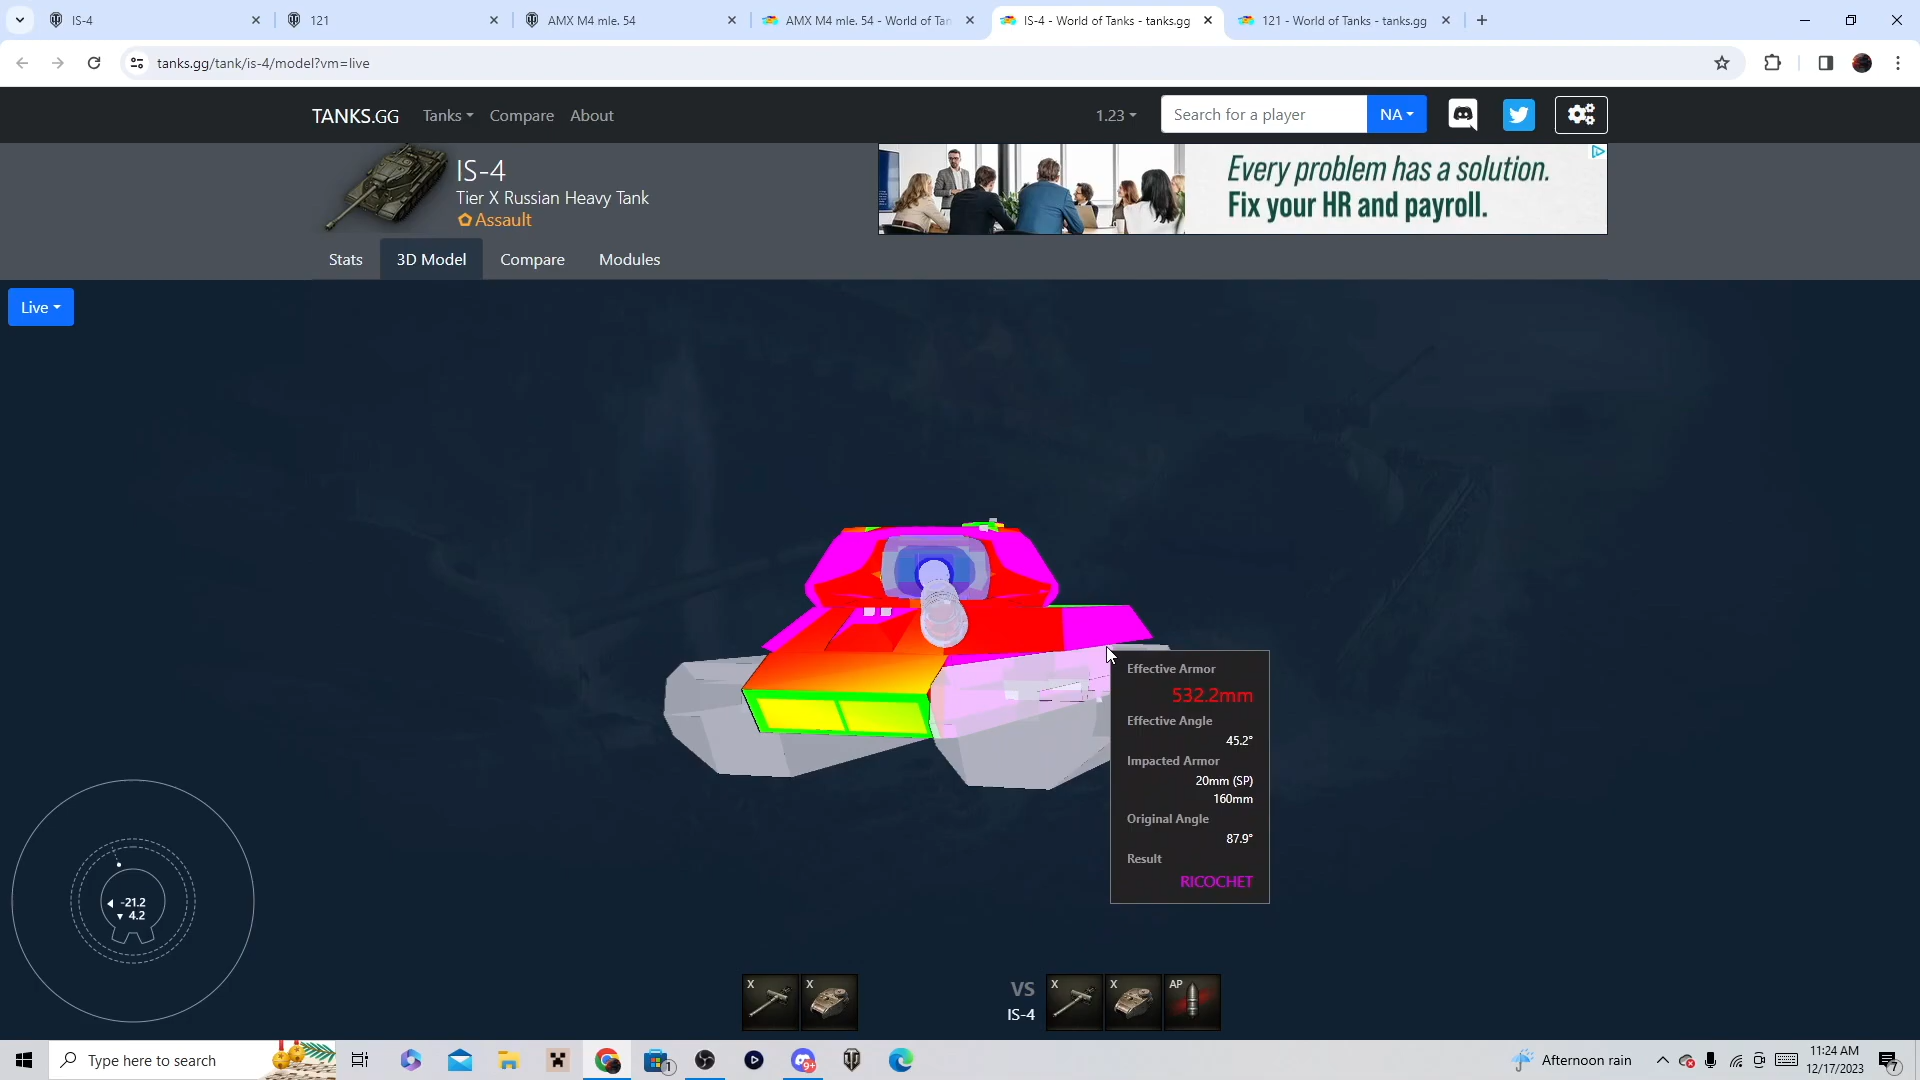 IS-4
121
AMX M4 mle. 54
AMX M4 mle. 54 - World of Tan
IS-4 - World of Tanks - tanks.gg
121 - World of Tanks - tanks.gg
tanks.gg/tank/is-4/model?vm=live
TANKS.GG
Tanks
Compare
About
1.23
Search for a player
NA
IS-4
Tier X Russian Heavy Tank
Assault
Every problem has a solution.
Fix your HR and payroll.
Stats
3D Model
Compare
Modules
Live
Effective Armor
532.2mm
Effective Angle
45.2°
Impacted Armor
20mm (SP)
160mm
Original Angle
87.9°
Result
RICOCHET
-21.2
4.2
X
X
VS
IS-4
X
X
AP
Type here to search
1
9+
Afternoon rain
11:24 AM
12/17/2023
7